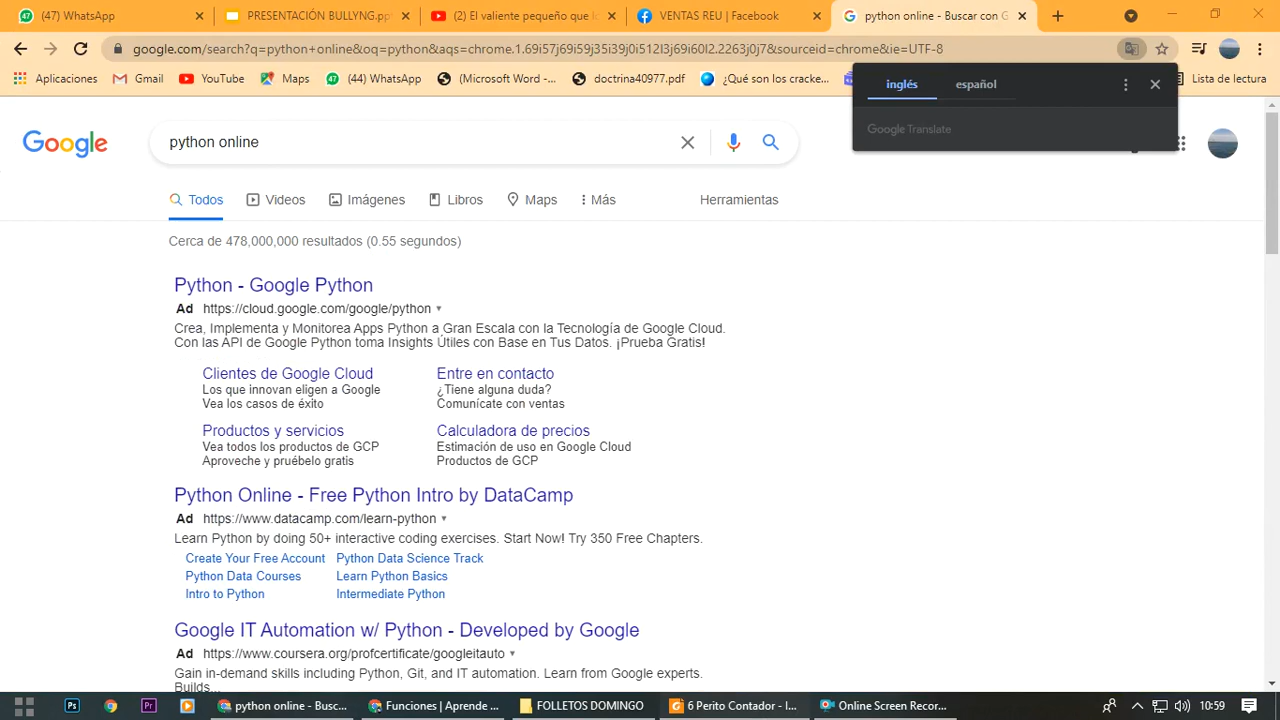 (47) WhatsApp
PRESENTACIÓN BULLYNG.pp
(2) El valiente pequeño que l
VENTAS REU | Facebook
python online - Buscar con G
google.com/search?q=python+online&oq=python&aqs=chrome.1.69i57j69i59j35i39j0i512l3j69i60l2.2263j0j7&sourceid=chrome&ie=UTF-8
Aplicaciones
Gmail
YouTube
Maps
(44) WhatsApp
(Microsoft Word -...
doctrina40977.pdf
¿Qué son los cracke...
Lista de lectura
inglés
español
Google Translate
Google
python online
Todos
Videos
Imágenes
Libros
Maps
Más
Herramientas
Cerca de 478,000,000 resultados (0.55 segundos)
Python - Google Python
Ad https://cloud.google.com/google/python
Crea, Implementa y Monitorea Apps Python a Gran Escala con la Tecnología de Google Cloud.
Con las API de Google Python toma Insights Útiles con Base en Tus Datos. ¡Prueba Gratis!
Clientes de Google Cloud
Los que innovan eligen a Google
Vea los casos de éxito
Entre en contacto
¿Tiene alguna duda?
Comunícate con ventas
Productos y servicios
Vea todos los productos de GCP
Aproveche y pruébelo gratis
Calculadora de precios
Estimación de uso en Google Cloud
Productos de GCP
Python Online - Free Python Intro by DataCamp
Ad https://www.datacamp.com/learn-python
Learn Python by doing 50+ interactive coding exercises. Start Now! Try 350 Free Chapters.
Create Your Free Account
Python Data Science Track
Python Data Courses
Learn Python Basics
Intro to Python
Intermediate Python
Google IT Automation w/ Python - Developed by Google
Ad https://www.coursera.org/profcertificate/googleitauto
Gain in-demand skills including Python, Git, and IT automation. Learn from Google experts.
Builds...
Ps
Pr
python online - Busc...
Funciones | Aprende ...
FOLLETOS DOMINGO
6 Perito Contador - I...
Online Screen Recor...
10:59